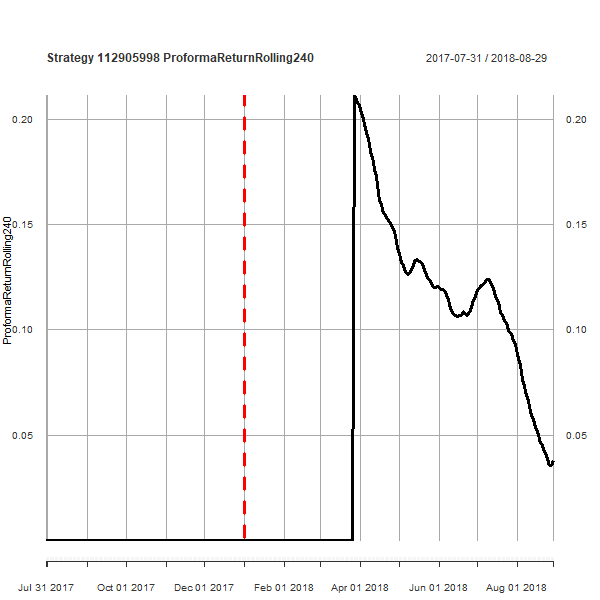 Strategy 112905998 ProformaReturnRolling240
2017-07-31 / 2018-08-29
0.20
0.20
0.15
0.15
ProformaReturnRolling240
0.10
0.10
0.05
0.05
Jul 31 2017
Oct 01 2017
Dec 01 2017
Feb 01 2018
Apr 01 2018
Jun 01 2018
Aug 01 2018